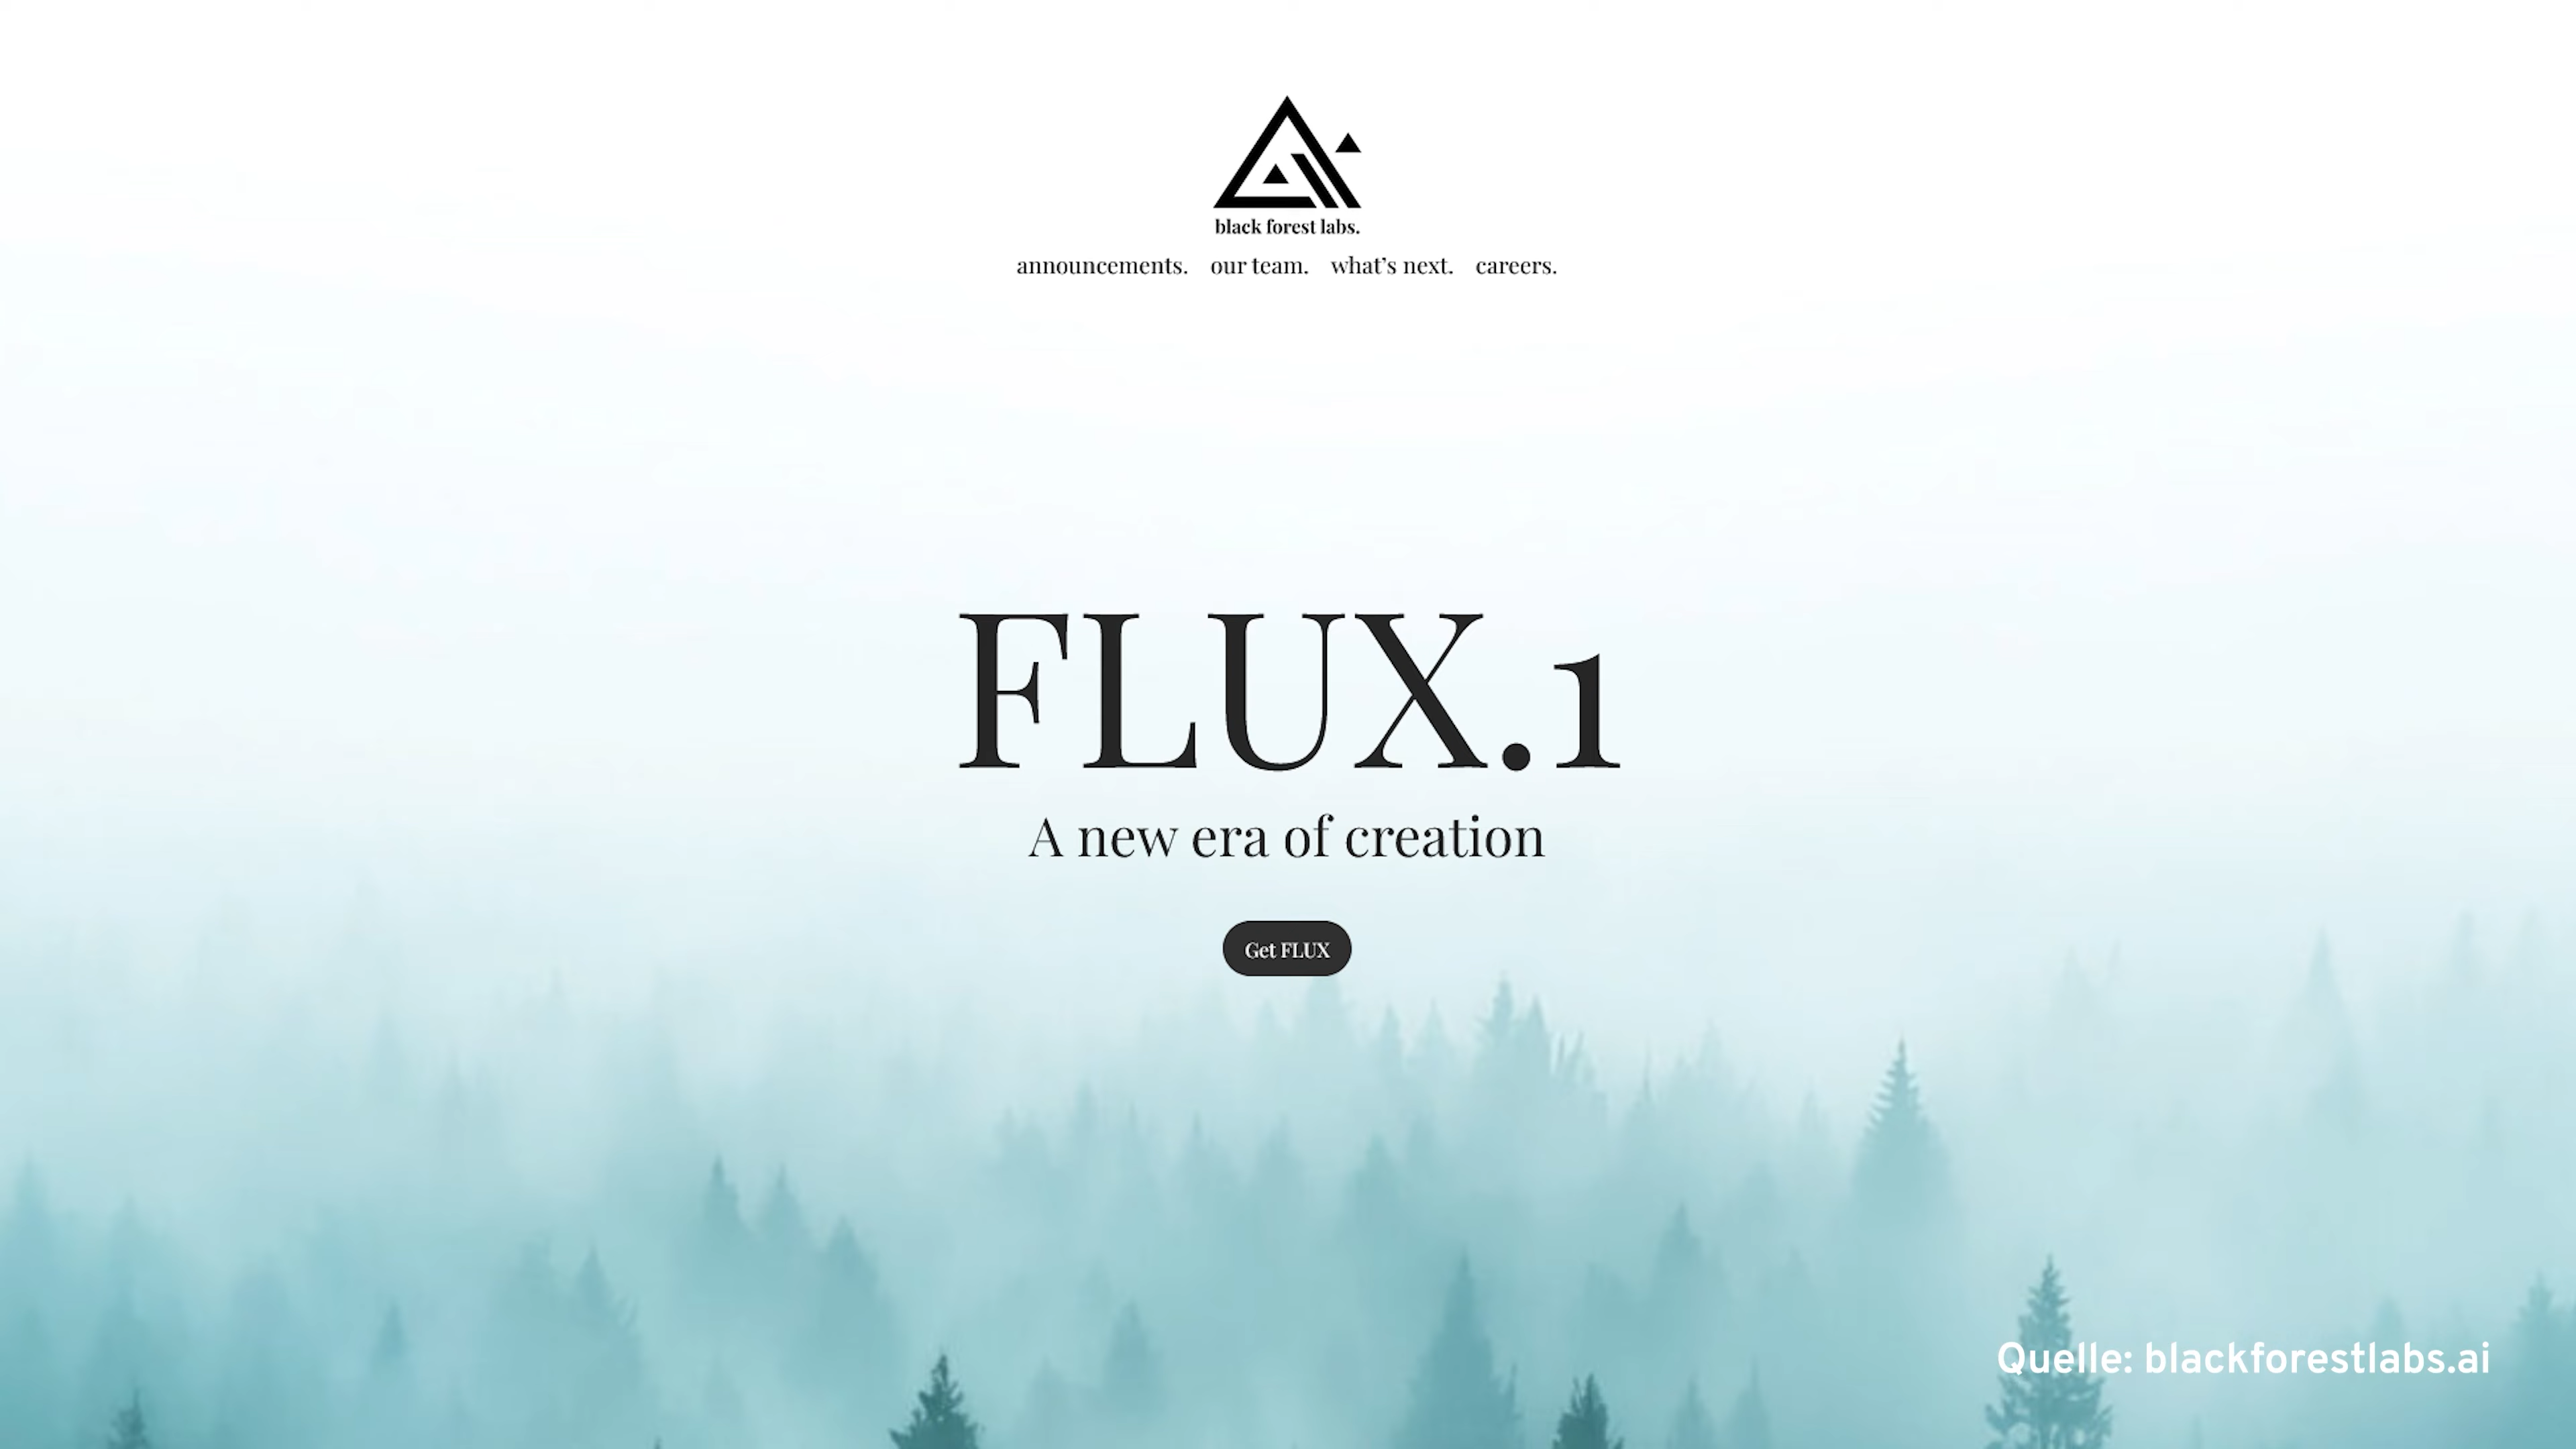 black forest labs.
announcements. our team. what's next. careers.
FLUX.1
A new era of creation
Get FLUX
Quelle: blackforestlabs.ai